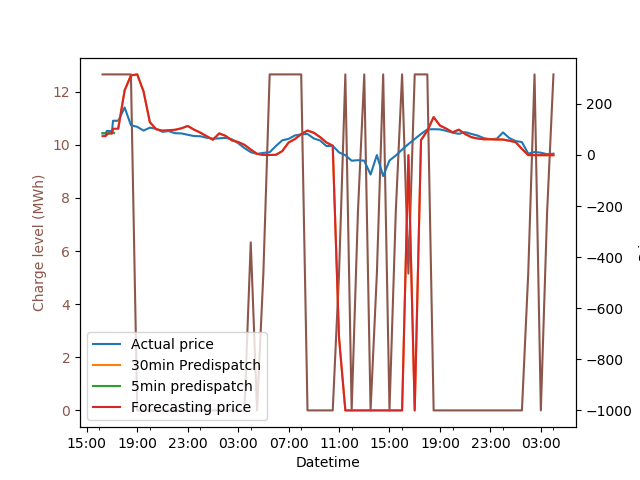 12
10
8
6
4
2
0
Charge level (MWh)
200
0
−200
−400
−600
−800
−1000
Actual price
30min Predispatch
5min predispatch
Forecasting price
15:00 19:00 23:00 03:00 07:00 11:00 15:00 19:00 23:00 03:00
Datetime